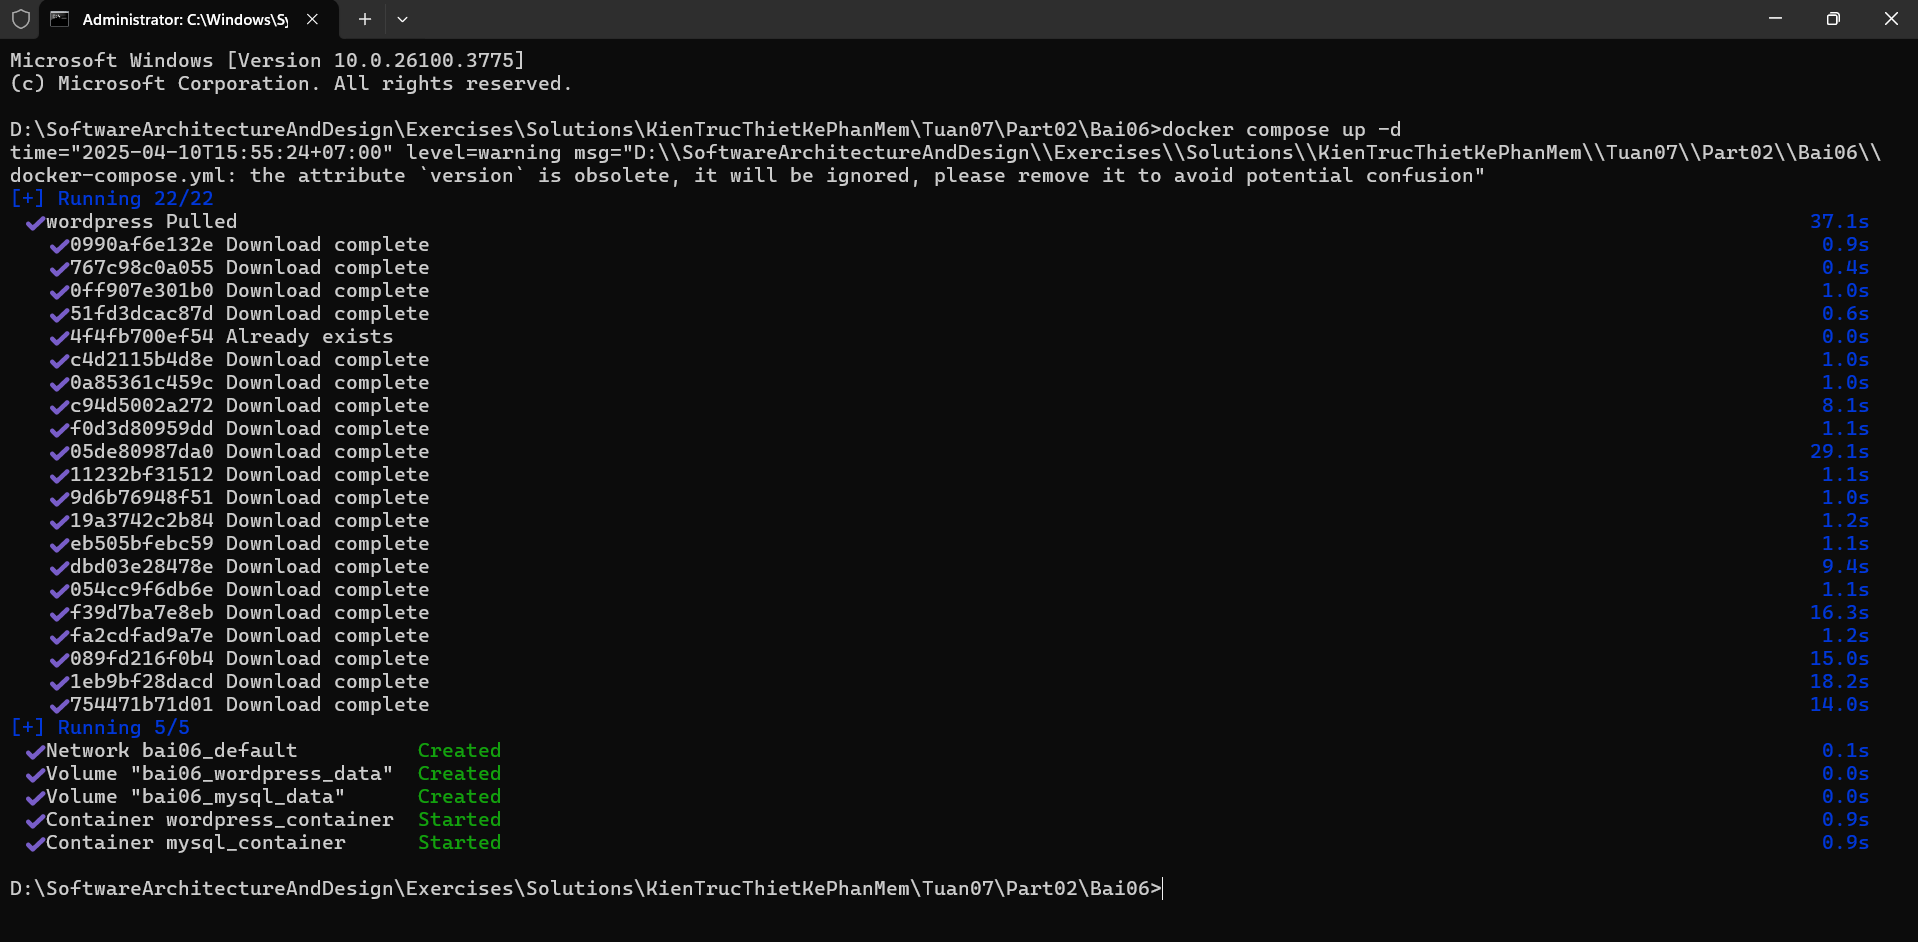 Administrator: C:\Windows\Sy
Microsoft Windows [Version 10.0.26100.3775]
(c) Microsoft Corporation. All rights reserved.
D:\SoftwareArchitectureAndDesign\Exercises\Solutions\KienTrucThietKePhanMem\Tuan07\Part02\Bai06>docker compose up -d
time="2025-04-10T15:55:24+07:00" level=warning msg="D:\\SoftwareArchitectureAndDesign\\Exercises\\Solutions\\KienTrucThietKePhanMem\\Tuan07\\Part02\\Bai06\\
docker-compose.yml: the attribute `version` is obsolete, it will be ignored, please remove it to avoid potential confusion"
[+] Running 22/22
✔wordpress Pulled 37.1s
✔0990af6e132e Download complete 0.9s
✔767c98c0a055 Download complete 0.4s
✔0ff907e301b0 Download complete 1.0s
✔51fd3dcac87d Download complete 0.6s
✔4f4fb700ef54 Already exists 0.0s
✔c4d2115b4d8e Download complete 1.0s
✔0a85361c459c Download complete 1.0s
✔c94d5002a272 Download complete 8.1s
✔f0d3d80959dd Download complete 1.1s
✔05de80987da0 Download complete 29.1s
✔11232bf31512 Download complete 1.1s
✔9d6b76948f51 Download complete 1.0s
✔19a3742c2b84 Download complete 1.2s
✔eb505bfebc59 Download complete 1.1s
✔dbd03e28478e Download complete 9.4s
✔054cc9f6db6e Download complete 1.1s
✔f39d7ba7e8eb Download complete 16.3s
✔fa2cdfad9a7e Download complete 1.2s
✔089fd216f0b4 Download complete 15.0s
✔1eb9bf28dacd Download complete 18.2s
✔754471b71d01 Download complete 14.0s
[+] Running 5/5
✔Network bai06_default Created 0.1s
✔Volume "bai06_wordpress_data" Created 0.0s
✔Volume "bai06_mysql_data" Created 0.0s
✔Container wordpress_container Started 0.9s
✔Container mysql_container Started 0.9s
D:\SoftwareArchitectureAndDesign\Exercises\Solutions\KienTrucThietKePhanMem\Tuan07\Part02\Bai06>